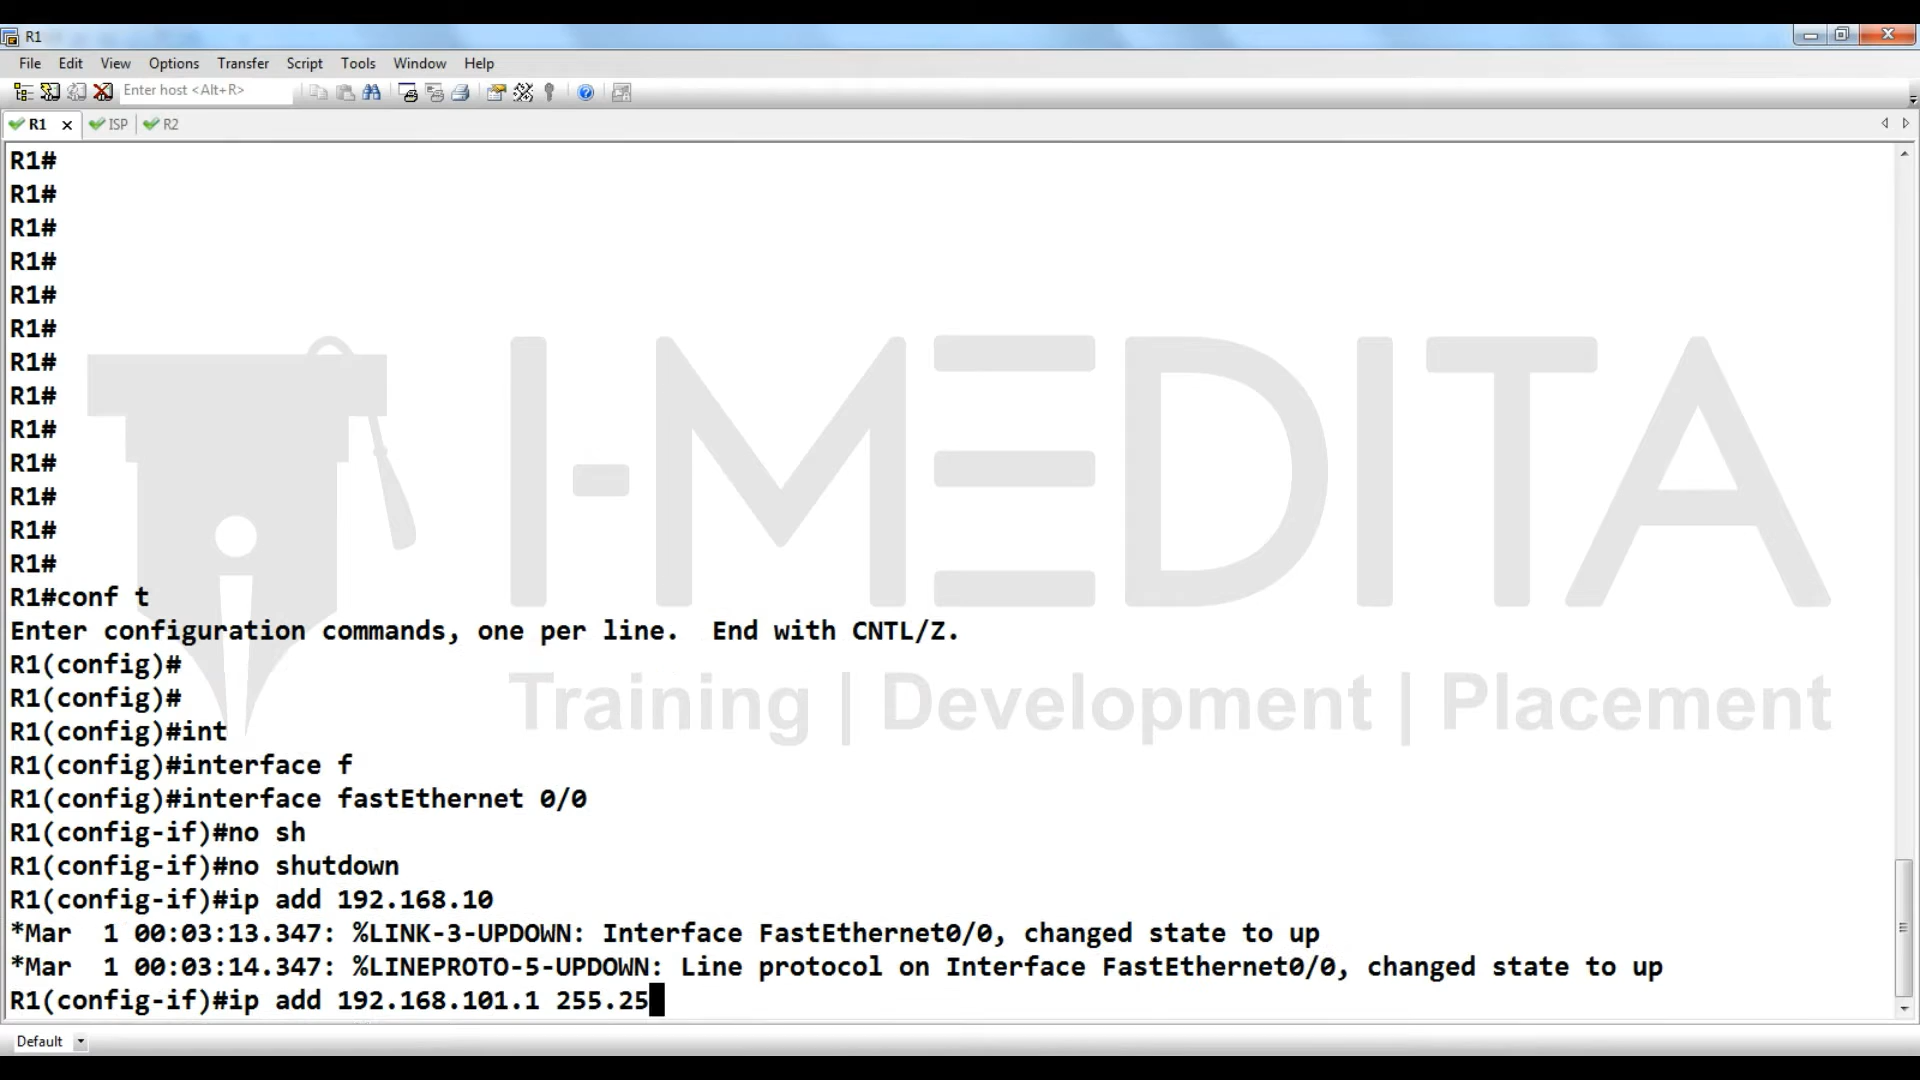 R1
File Edit View Options Transfer Script Tools Window Help
Enter host <Alt+R>
R1 ISP R2
R1#
R1#
R1#
R1#
R1#
R1#
R1#
R1#
R1#
R1#
R1#
R1#
R1#
R1#conf t
Enter configuration commands, one per line.  End with CNTL/Z.
R1(config)#
R1(config)#
R1(config)#int
R1(config)#interface f
R1(config)#interface fastEthernet 0/0
R1(config-if)#no sh
R1(config-if)#no shutdown
R1(config-if)#ip add 192.168.10
*Mar  1 00:03:13.347: %LINK-3-UPDOWN: Interface FastEthernet0/0, changed state to up
*Mar  1 00:03:14.347: %LINEPROTO-5-UPDOWN: Line protocol on Interface FastEthernet0/0, changed state to up
R1(config-if)#ip add 192.168.101.1 255.25
I-MEDITA
Training | Development | Placement
Default